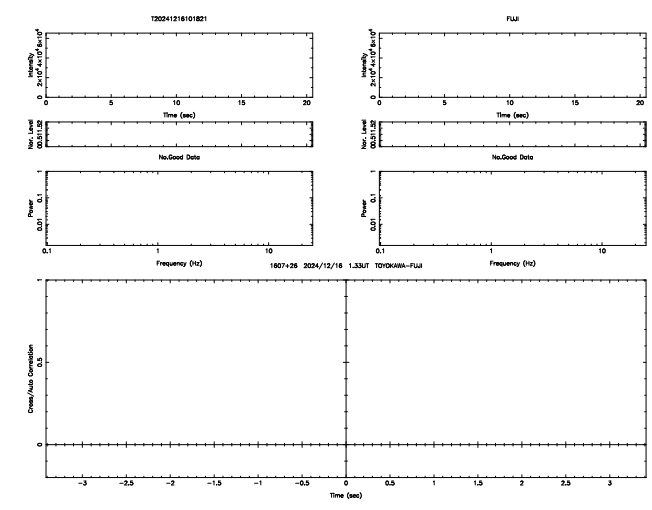 T20241216101821
FUJI
Intensity
0 2×10⁴ 4×10⁴ 6×10⁴
0 5 10 15 20
Time (sec)
Intensity
0 2×10⁴ 4×10⁴ 6×10⁴
0 5 10 15 20
Time (sec)
Nor. Level
00.511.52
Nor. Level
00.511.52
No.Good Data
No.Good Data
Power
0.01 0.1 1
0.1 1 10
Frequency (Hz)
Power
0.01 0.1 1
0.1 1 10
Frequency (Hz)
1607+26 2024/12/16 1.33UT TOYOKAWA-FUJI
Cross/Auto Correlation
0 0.5 1
-3 -2.5 -2 -1.5 -1 -0.5 0 0.5 1 1.5 2 2.5 3
Time (sec)